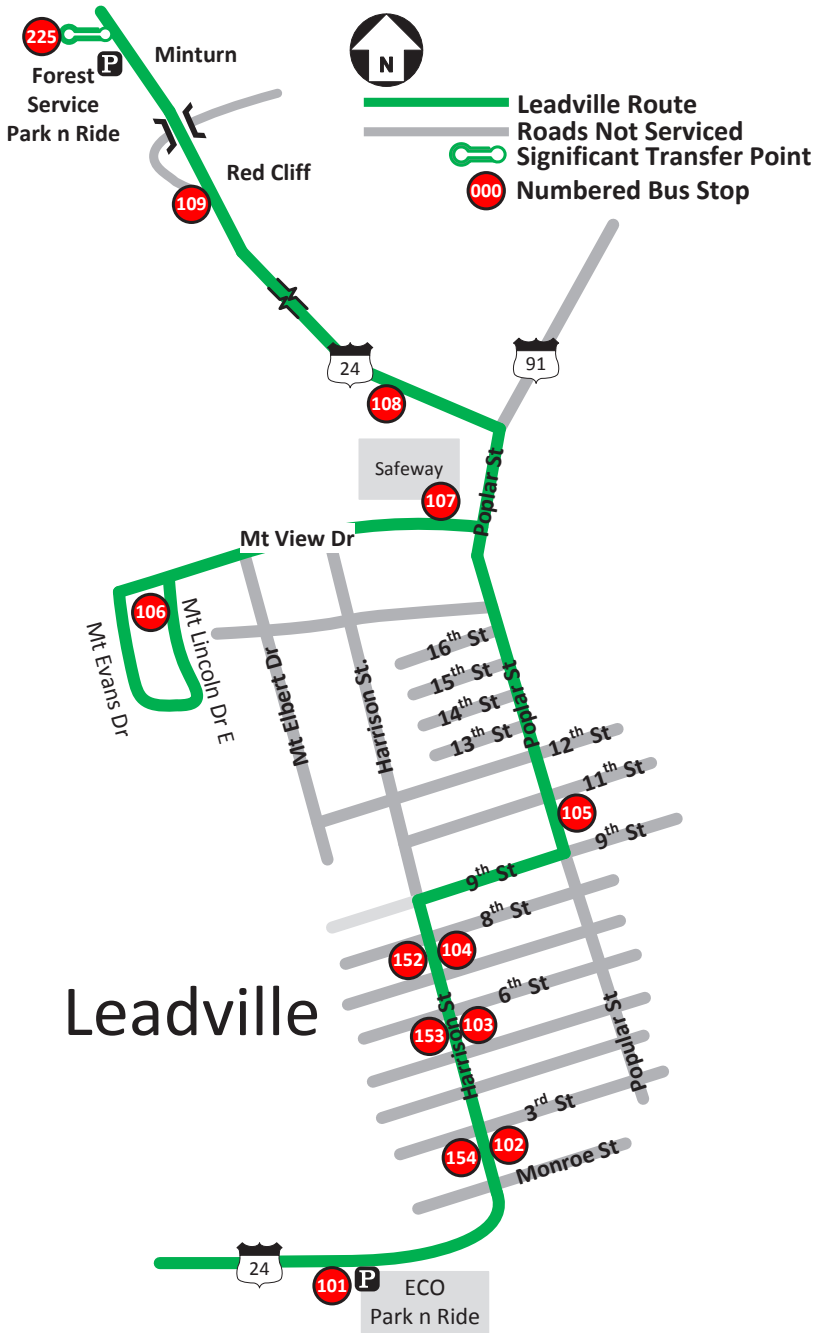 225
P
Forest
Service
Park n Ride
Minturn
N
Leadville Route
Roads Not Serviced
Significant Transfer Point
000 Numbered Bus Stop
Red Cliff
109
24
91
108
Safeway
107
Poplar St
Mt View Dr
106
Mt Evans Dr
Mt Lincoln Dr E
Mt Elbert Dr
Harrison St.
16th St
15th St
14th St
13th St
Poplar St
12th St
11th St
105
9th St
9th St
8th St
152
104
Leadville
6th St
153
103
Harrison St
Popular St
3rd St
154
102
Monroe St
24
101
P
ECO
Park n Ride